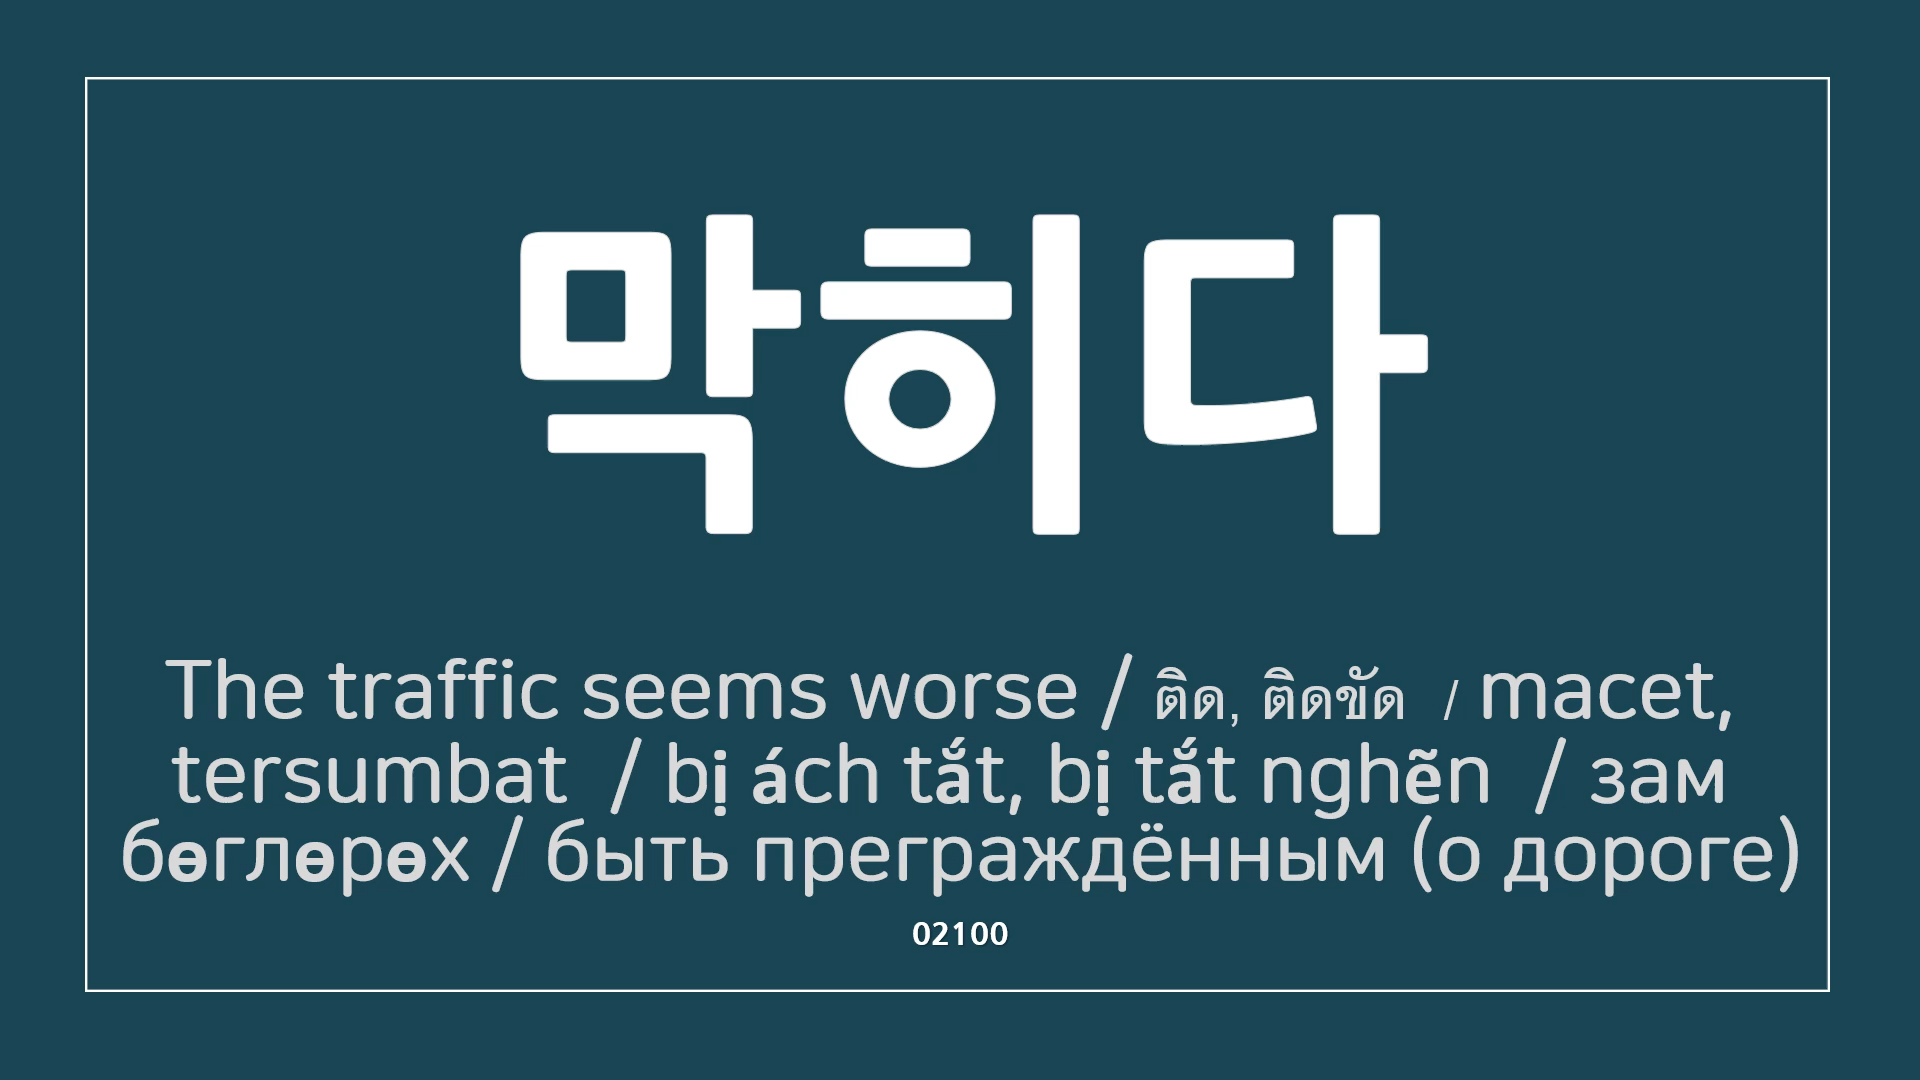 막히다
The traffic seems worse / ติด, ติดขัด / macet,
tersumbat / bị ách tắt, bị tắt nghẽn / зам
бөглөрөх / быть преграждённым (о дороге)
02100